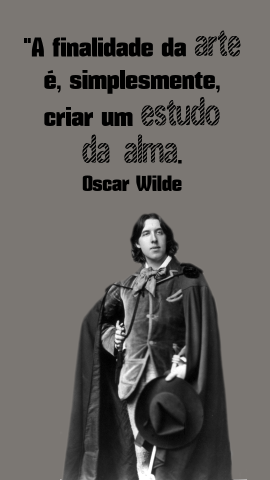 "A finalidade da arte
é, simplesmente,
criar um estudo
da alma.
Oscar Wilde